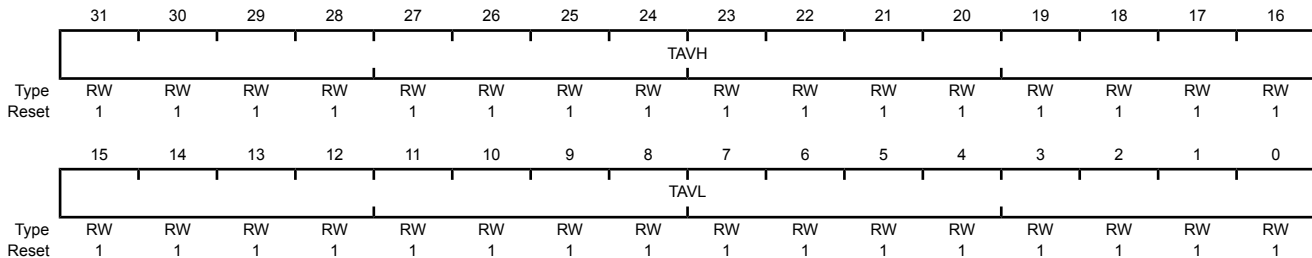 31 30 29 28 27 26 25 24 23 22 21 20 19 18 17 16
TAVH
Type RW RW RW RW RW RW RW RW RW RW RW RW RW RW RW RW
Reset 1 1 1 1 1 1 1 1 1 1 1 1 1 1 1 1
15 14 13 12 11 10 9 8 7 6 5 4 3 2 1 0
TAVL
Type RW RW RW RW RW RW RW RW RW RW RW RW RW RW RW RW
Reset 1 1 1 1 1 1 1 1 1 1 1 1 1 1 1 1